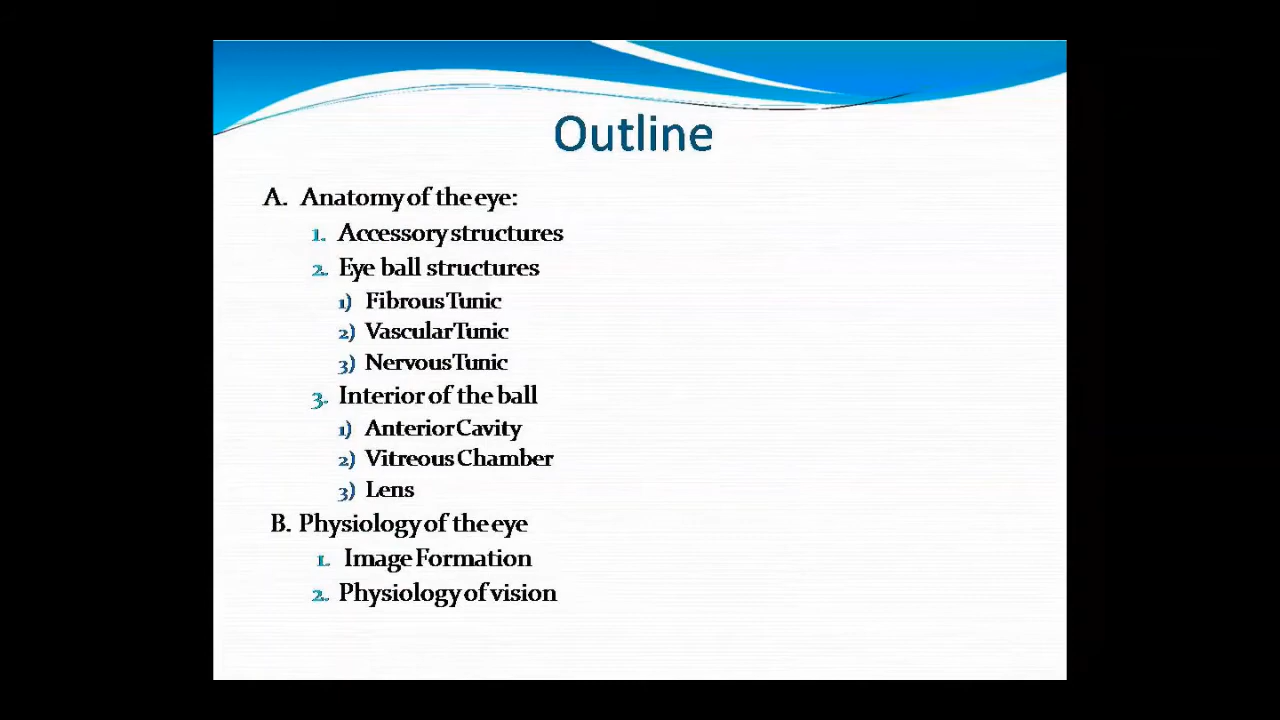 Outline
A. Anatomy of the eye:
1. Accessory structures
2. Eye ball structures
1) Fibrous Tunic
2) Vascular Tunic
3) Nervous Tunic
3. Interior of the ball
1) Anterior Cavity
2) Vitreous Chamber
3) Lens
B. Physiology of the eye
1. Image Formation
2. Physiology of vision